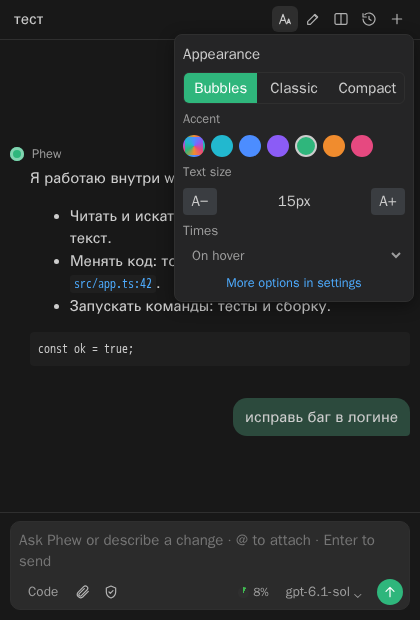 тест
Appearance
Bubbles Classic Compact
Accent
Text size
A− 15px A+
Times
On hover
More options in settings
Phew
Я работаю внутри
• Читать и искат
текст.
• Менять код:
src/app.ts:42.
• Запускать команды: тесты и сборку.
const ok = true;
исправь баг в логине
Ask Phew or describe a change · @ to attach · Enter to
send
Code 8% gpt-6.1-sol